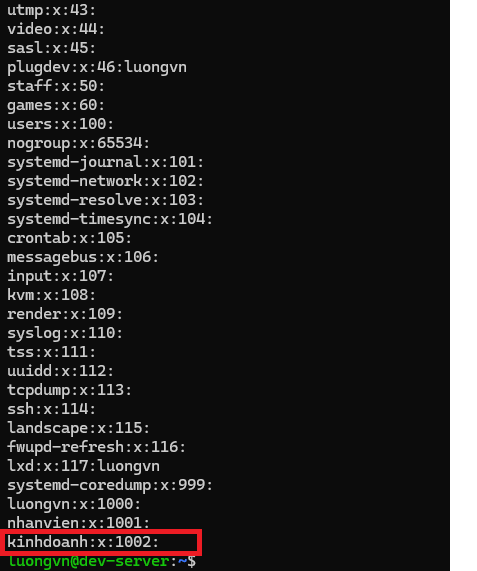 utmp:x:43:
video:x:44:
sasl:x:45:
plugdev:x:46:luongvn
staff:x:50:
games:x:60:
users:x:100:
nogroup:x:65534:
systemd-journal:x:101:
systemd-network:x:102:
systemd-resolve:x:103:
systemd-timesync:x:104:
crontab:x:105:
messagebus:x:106:
input:x:107:
kvm:x:108:
render:x:109:
syslog:x:110:
tss:x:111:
uuidd:x:112:
tcpdump:x:113:
ssh:x:114:
landscape:x:115:
fwupd-refresh:x:116:
lxd:x:117:luongvn
systemd-coredump:x:999:
luongvn:x:1000:
nhanvien:x:1001:
kinhdoanh:x:1002:
luongvn@dev-server:~$